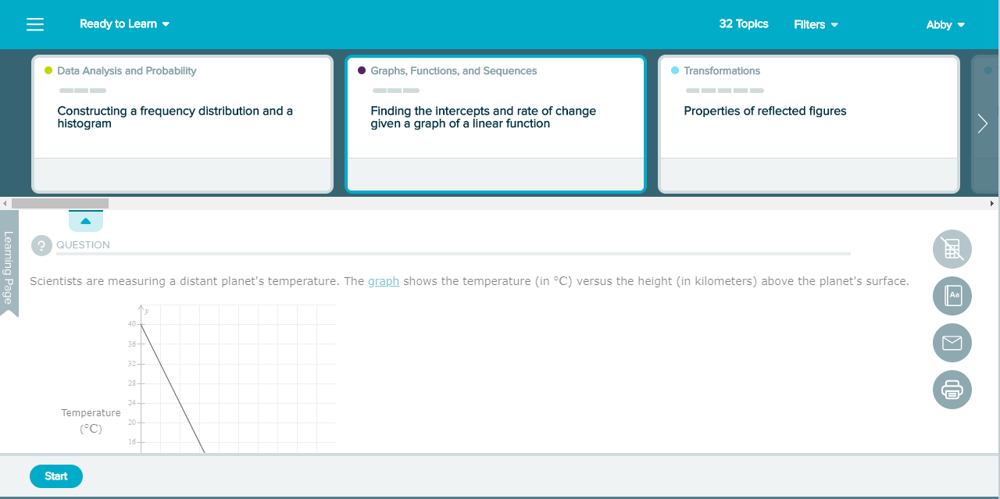 Ready to Learn
32 Topics
Filters
Abby
Data Analysis and Probability
Constructing a frequency distribution and a
histogram
Graphs, Functions, and Sequences
Finding the intercepts and rate of change
given a graph of a linear function
Transformations
Properties of reflected figures
Learning Page
?
QUESTION
Scientists are measuring a distant planet's temperature. The graph shows the temperature (in °C) versus the height (in kilometers) above the planet's surface.
Aa
y
40
36
32
28
24
20
16
Temperature
(°C)
Start